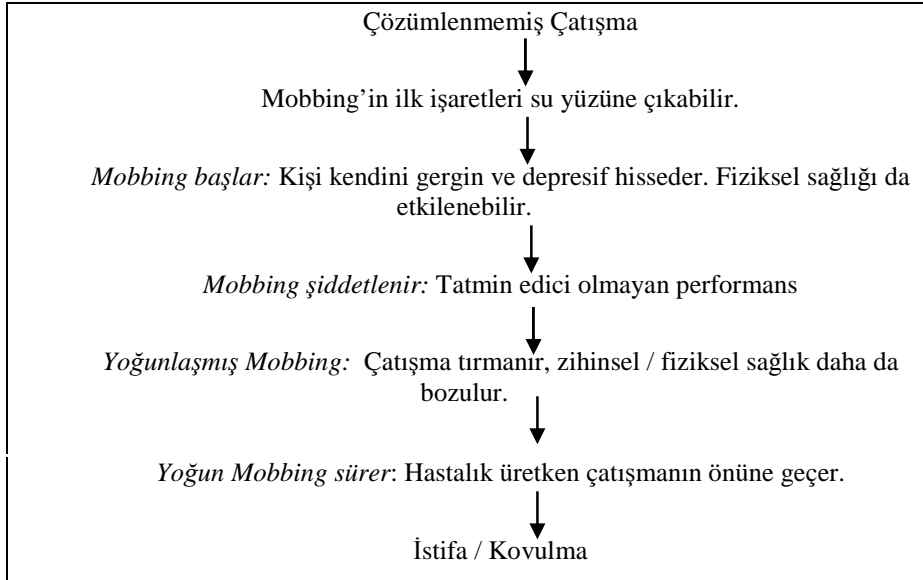 Çözümlenmemiş Çatışma
Mobbing’in ilk işaretleri su yüzüne çıkabilir.
Mobbing başlar: Kişi kendini gergin ve depresif hisseder. Fiziksel sağlığı da
etkilenebilir.
Mobbing şiddetlenir: Tatmin edici olmayan performans
Yoğunlaşmış Mobbing: Çatışma tırmanır, zihinsel / fiziksel sağlık daha da
bozulur.
Yoğun Mobbing sürer: Hastalık üretken çatışmanın önüne geçer.
İstifa / Kovulma